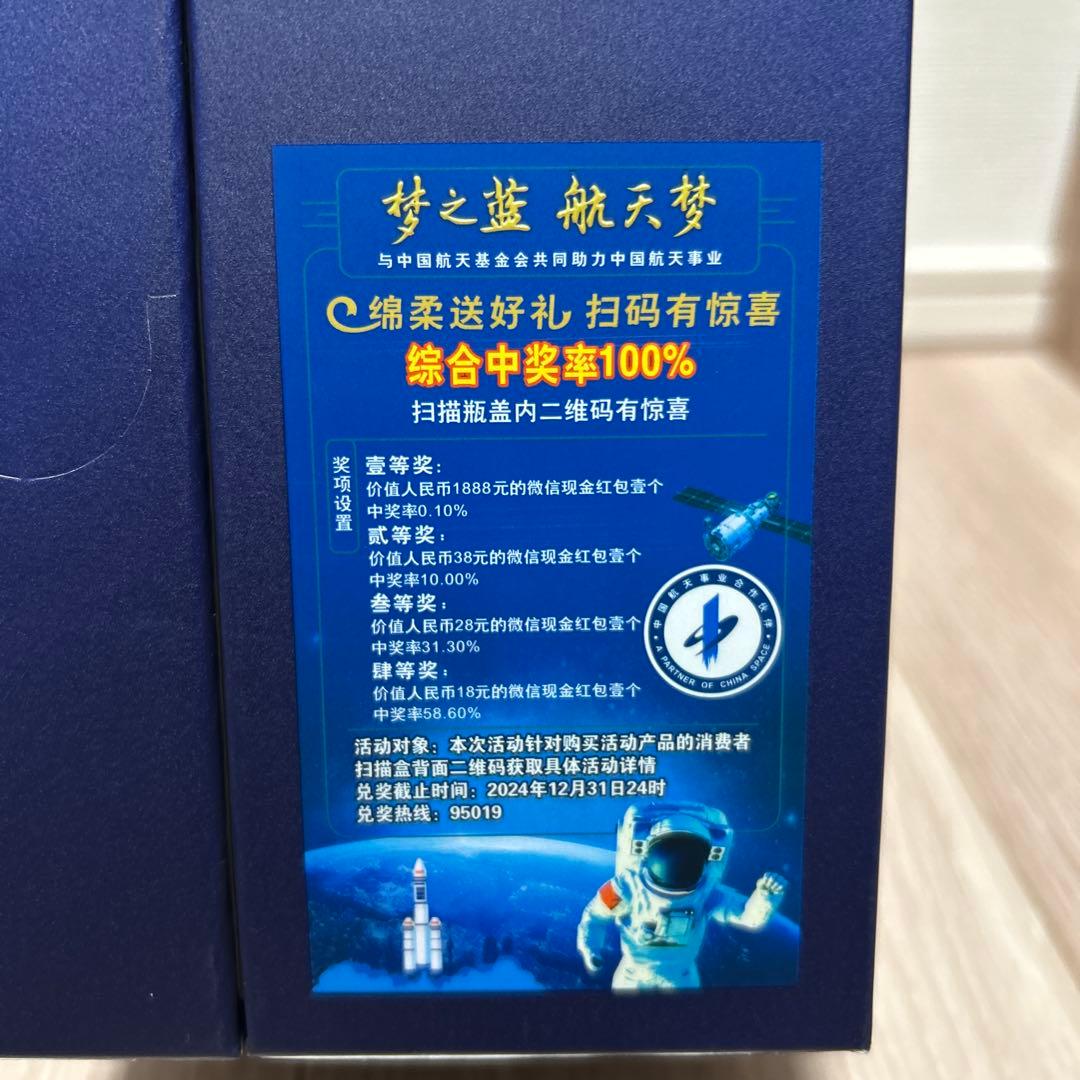 梦之蓝 航天梦
与中国航天基金会共同助力中国航天事业
绵柔送好礼 扫码有惊喜
综合中奖率100%
扫描瓶盖内二维码有惊喜
奖项设置
壹等奖：
价值人民币1888元的微信现金红包壹个
中奖率0.10%
贰等奖：
价值人民币38元的微信现金红包壹个
中奖率10.00%
叁等奖：
价值人民币28元的微信现金红包壹个
中奖率31.30%
肆等奖：
价值人民币18元的微信现金红包壹个
中奖率58.60%
中国航天事业合作伙伴
A PARTNER OF CHINA SPACE
活动对象：本次活动针对购买活动产品的消费者
扫描盒背面二维码获取具体活动详情
兑奖截止时间：2024年12月31日24时
兑奖热线：95019